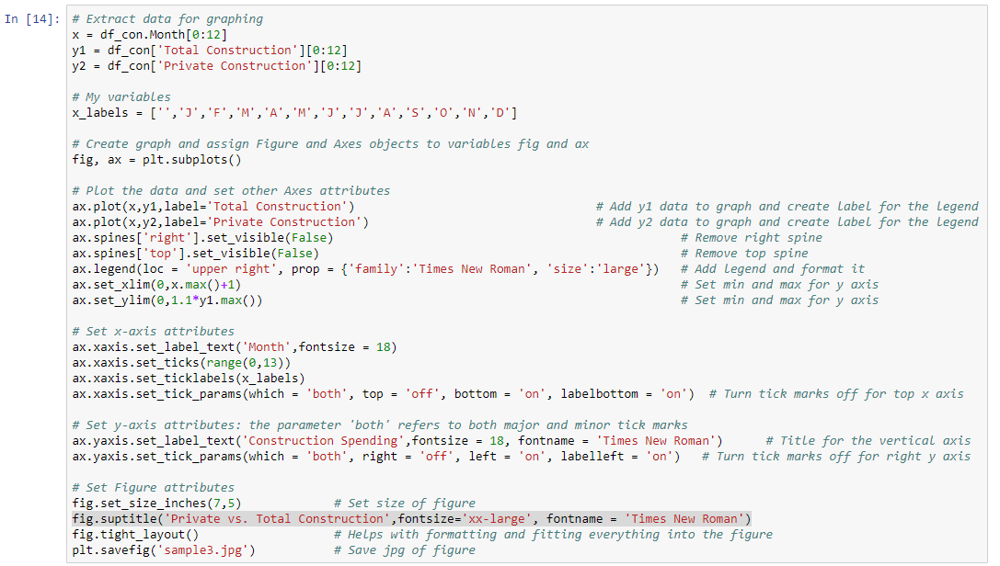 In [14]:
# Extract data for graphing
x = df_con.Month[0:12]
y1 = df_con['Total Construction'][0:12]
y2 = df_con['Private Construction'][0:12]
# My variables
x_labels = ['','J','F','M','A','M','J','J','A','S','O','N','D']
# Create graph and assign Figure and Axes objects to variables fig and ax
fig, ax = plt.subplots()
# Plot the data and set other Axes attributes
ax.plot(x,y1,label='Total Construction') # Add y1 data to graph and create label for the legend
ax.plot(x,y2,label='Private Construction') # Add y2 data to graph and create label for the legend
ax.spines['right'].set_visible(False) # Remove right spine
ax.spines['top'].set_visible(False) # Remove top spine
ax.legend(loc = 'upper right', prop = {'family':'Times New Roman', 'size':'large'}) # Add legend and format it
ax.set_xlim(0,x.max()+1) # Set min and max for y axis
ax.set_ylim(0,1.1*y1.max()) # Set min and max for y axis
# Set x-axis attributes
ax.xaxis.set_label_text('Month',fontsize = 18)
ax.xaxis.set_ticks(range(0,13))
ax.xaxis.set_ticklabels(x_labels)
ax.xaxis.set_tick_params(which = 'both', top = 'off', bottom = 'on', labelbottom = 'on') # Turn tick marks off for top x axis
# Set y-axis attributes: the parameter 'both' refers to both major and minor tick marks
ax.yaxis.set_label_text('Construction Spending',fontsize = 18, fontname = 'Times New Roman') # Title for the vertical axis
ax.yaxis.set_tick_params(which = 'both', right = 'off', left = 'on', labelleft = 'on') # Turn tick marks off for right y axis
# Set Figure attributes
fig.set_size_inches(7,5) # Set size of figure
fig.suptitle('Private vs. Total Construction',fontsize='xx-large', fontname = 'Times New Roman')
fig.tight_layout() # Helps with formatting and fitting everything into the figure
plt.savefig('sample3.jpg') # Save jpg of figure